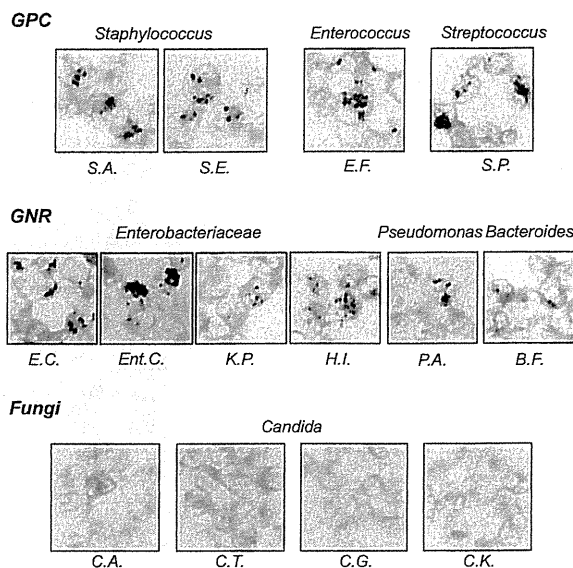 GPC
Staphylococcus Enterococcus Streptococcus
S.A. S.E. E.F. S.P.
GNR
Enterobacteriaceae Pseudomonas Bacteroides
E.C. Ent.C. K.P. H.I. P.A. B.F.
Fungi
Candida
C.A. C.T. C.G. C.K.